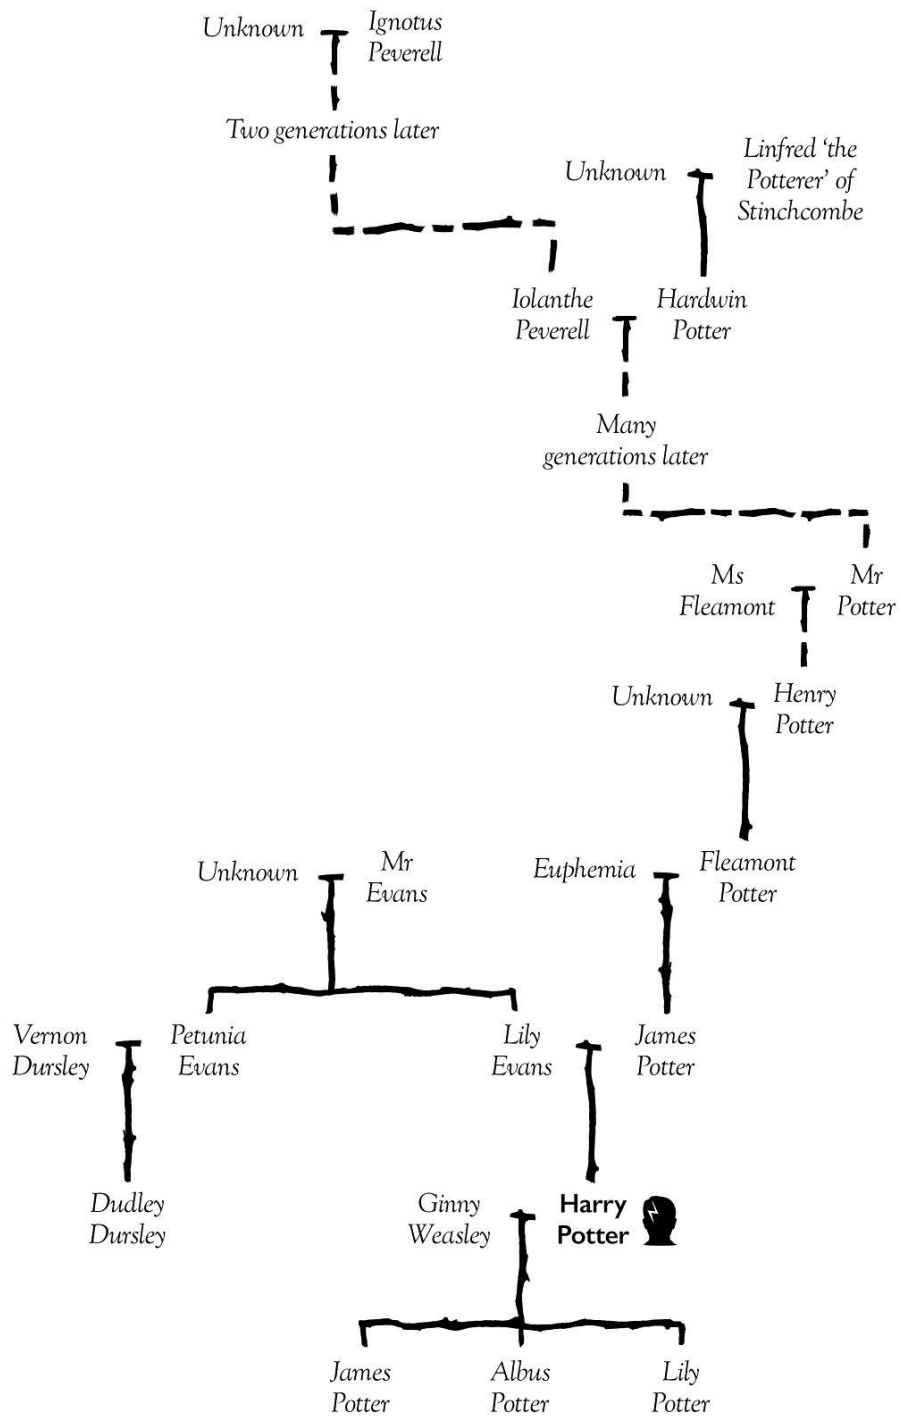 Unknown
Ignotus
Peverell
Two generations later
Unknown
Linfred ‘the
Potterer’ of
Stinchcombe
Iolanthe
Peverell
Hardwin
Potter
Many
generations later
Ms
Fleamont
Mr
Potter
Unknown
Henry
Potter
Unknown
Mr
Evans
Euphemia
Fleamont
Potter
Vernon
Dursley
Petunia
Evans
Lily
Evans
James
Potter
Dudley
Dursley
Ginny
Weasley
Harry
Potter
James
Potter
Albus
Potter
Lily
Potter